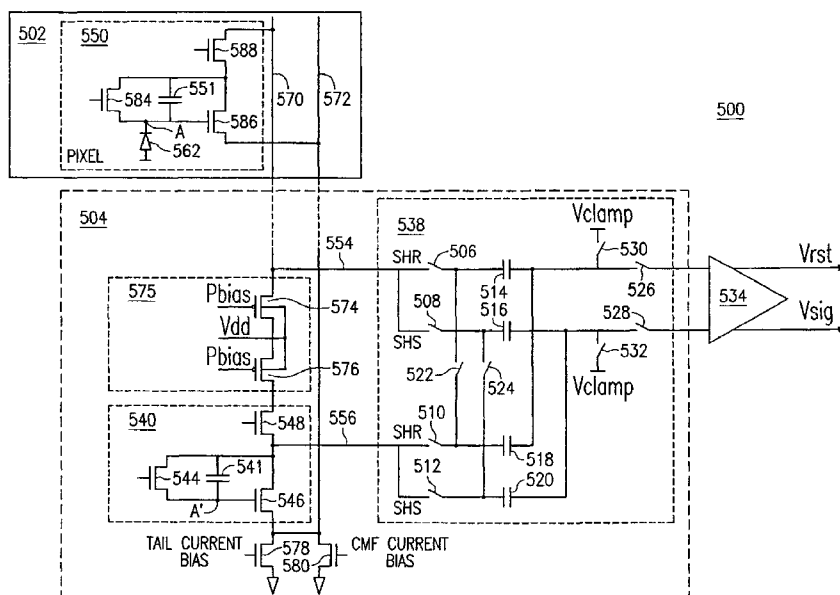 502
550
588
551
584
570
572
586
A
562
PIXEL
500
504
538
Vclamp
554
SHR
506
530
Vrst
514
526
575
Pbias
574
508
516
528
534
Vdd
SHS
Vsig
532
Pbias
576
522
524
Vclamp
540
548
556
SHR
510
544
541
518
512
520
546
A'
SHS
TAIL CURRENT
BIAS
578
580
CMF CURRENT
BIAS